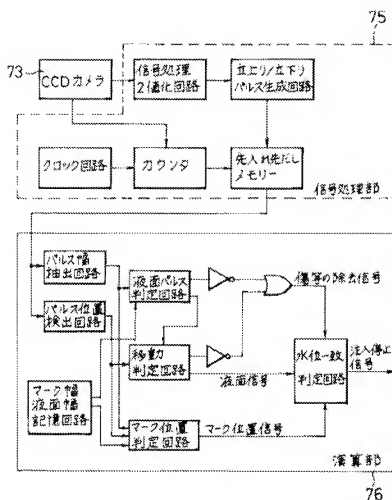 75
73
CCDカメラ
信号処理
2値化回路
立上り/立下り
パルス生成回路
クロック回路
カウンタ
先入れ先だし
メモリー
信号処理部
パルス幅
抽出回路
液面パルス
判定回路
傷等の除去信号
パルス位置
検出回路
移動
判定回路
液面信号
水位一致
判定回路
注入停止
信号
マーク幅
液面幅
記憶回路
マーク位置
判定回路
マーク位置信号
演算部
76